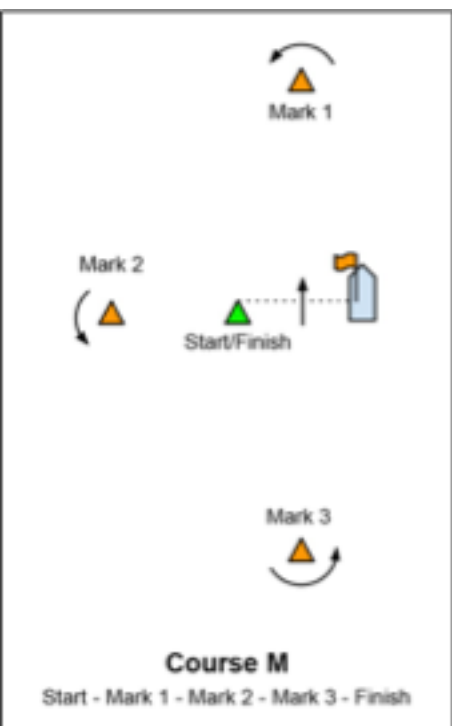 Mark 1
Mark 2
Start/Finish
Mark 3
Course M
Start - Mark 1 - Mark 2 - Mark 3 - Finish